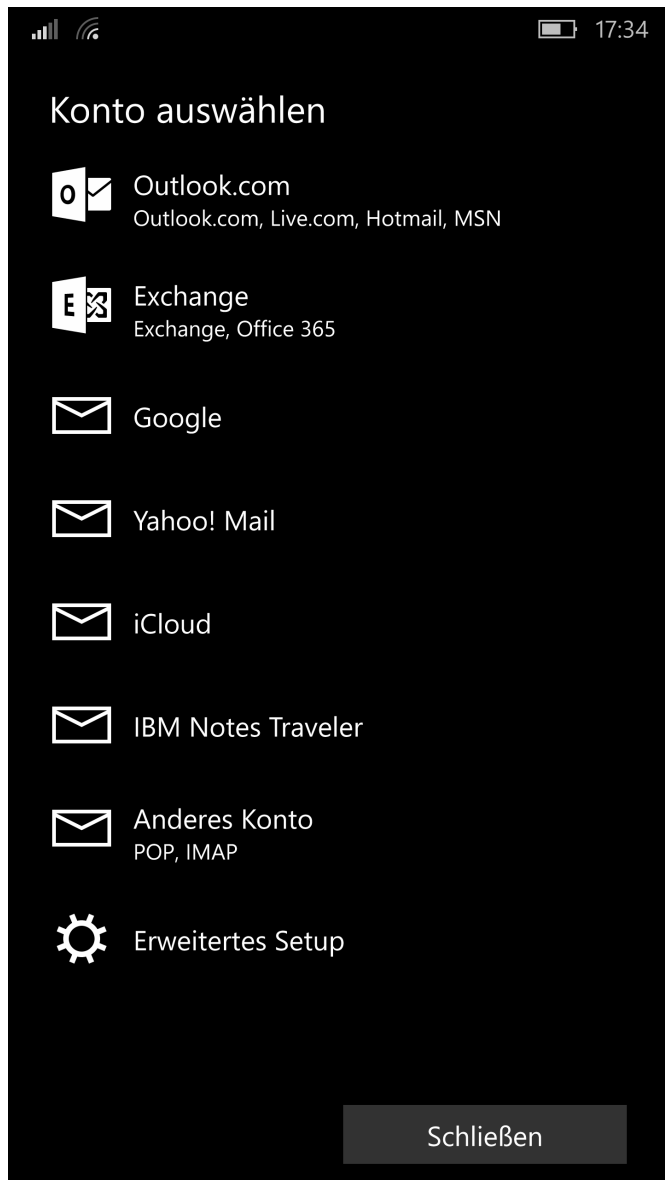 17:34
Konto auswählen
O
Outlook.com
Outlook.com, Live.com, Hotmail, MSN
E
Exchange
Exchange, Office 365
Google
Yahoo! Mail
iCloud
IBM Notes Traveler
Anderes Konto
POP, IMAP
Erweitertes Setup
Schließen